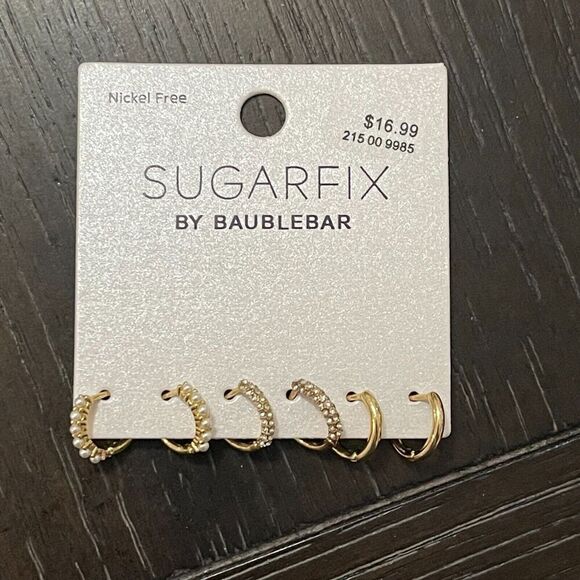 Nickel Free
$16.99
215 00 9985
SUGARFIX
BY BAUBLEBAR